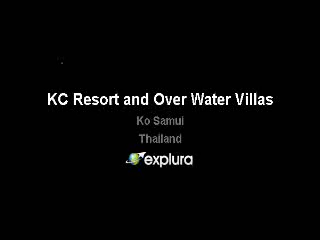 KC Resort and Over Water Villas
Ko Samui
Thailand
explura